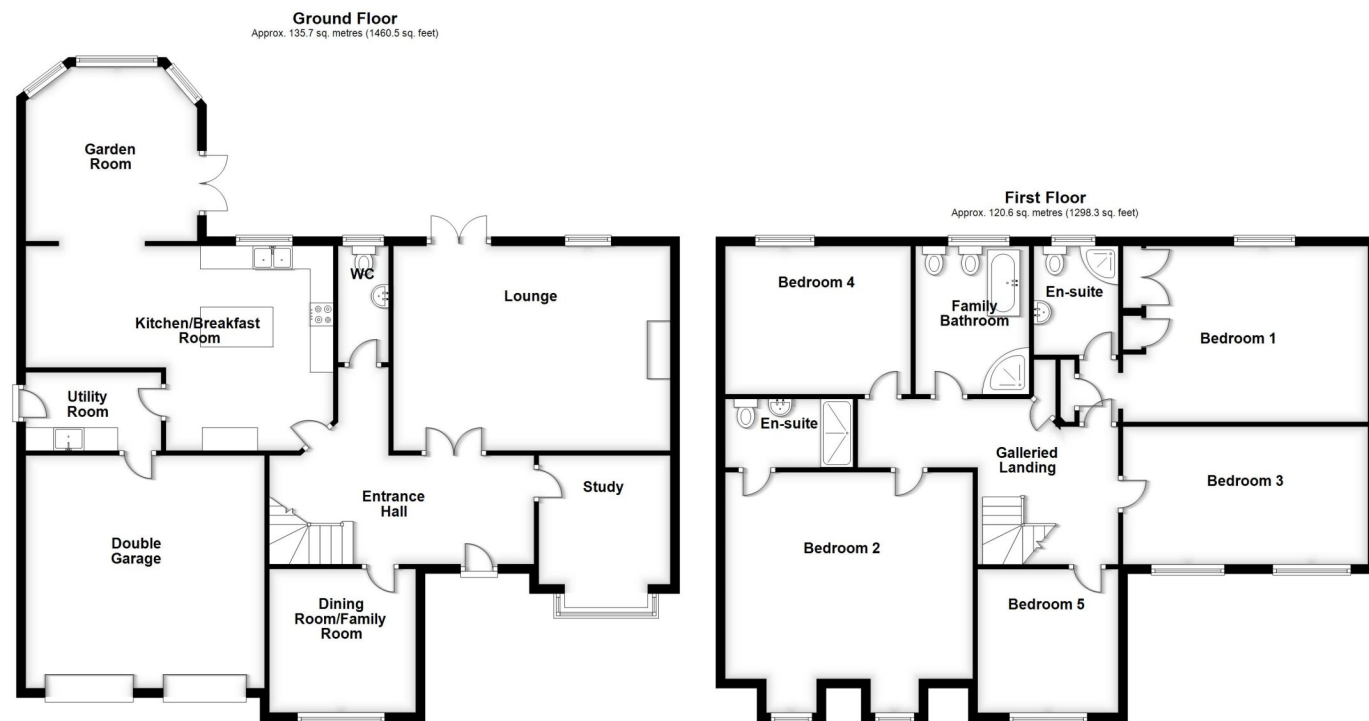 Ground Floor
Approx. 135.7 sq. metres (1460.5 sq. feet)
Garden
Room
WC
Lounge
Kitchen/Breakfast
Room
Utility
Room
Entrance
Hall
Study
Double
Garage
Dining
Room/Family
Room
First Floor
Approx. 120.6 sq. metres (1298.3 sq. feet)
Bedroom 4
Family
Bathroom
En-suite
Bedroom 1
En-suite
Galleried
Landing
Bedroom 3
Bedroom 2
Bedroom 5